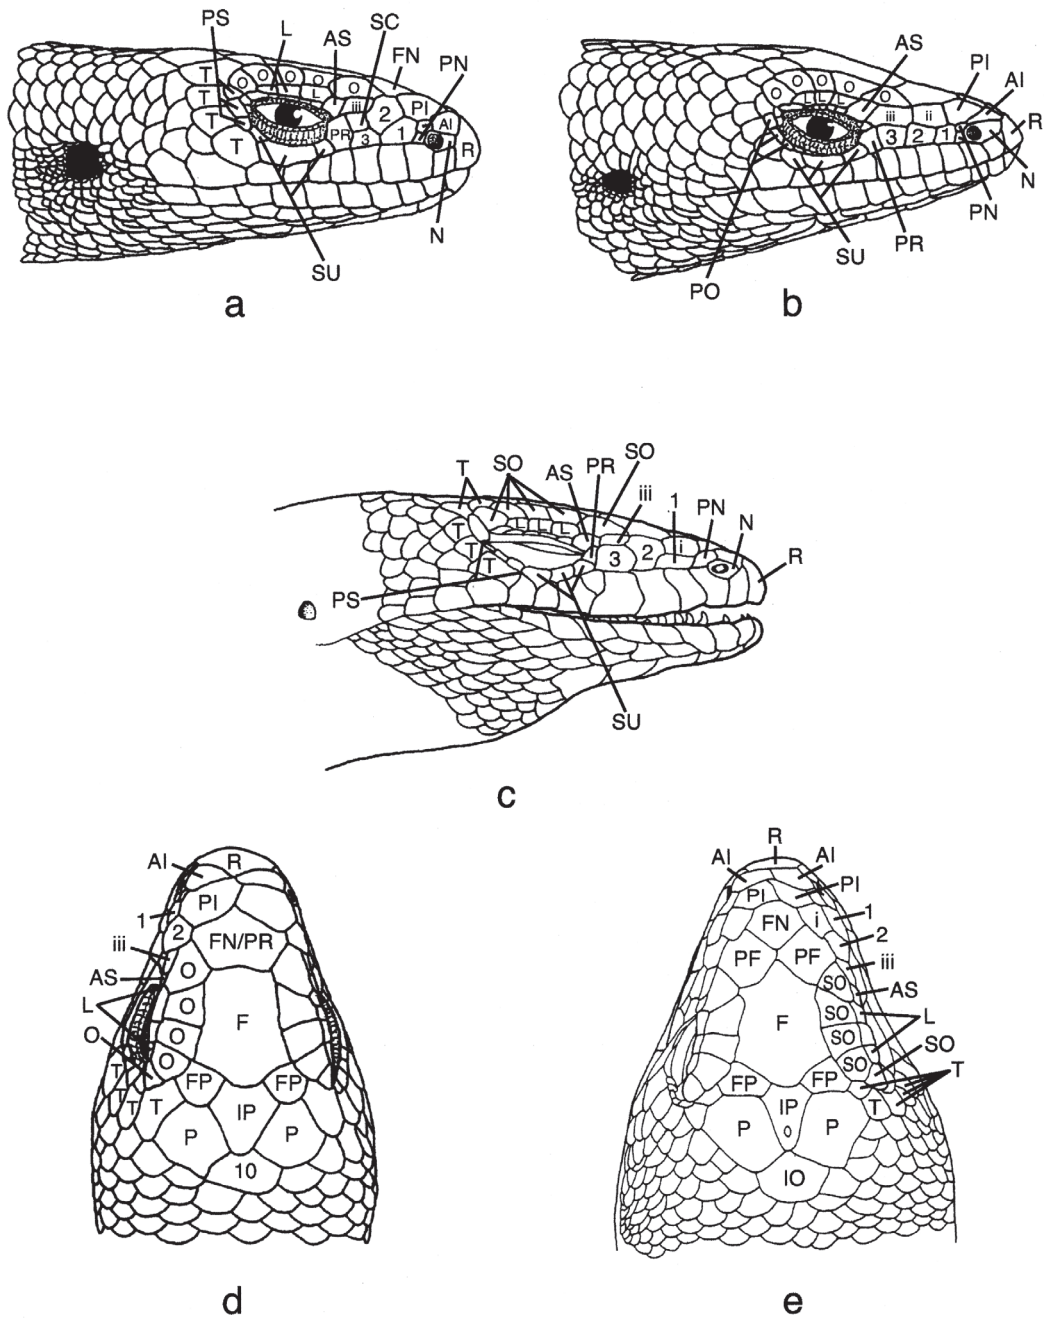 PS L AS SC FN PN
T O O O O O
T L L iii 2 PI AI
T PR 3 1 R
T
N
SU
a
AS PI AI R
O O O O O
L L L iii ii
3 2 1
N
PN
PR
SU
PO
b
T SO AS PR SO iii 1 PN N R
L L L
T 3 2 i
T
T
PS
SU
c
AI R
PI
1
2
iii FN/PR
AS O
L O F
O O
O
T FP FP
T T T IP
P P
10
d
R
AI AI
PI PI
FN i 1
2
PF PF iii
SO AS
F SO L
SO SO
SO
FP FP T
IP T
P O P
IO
e